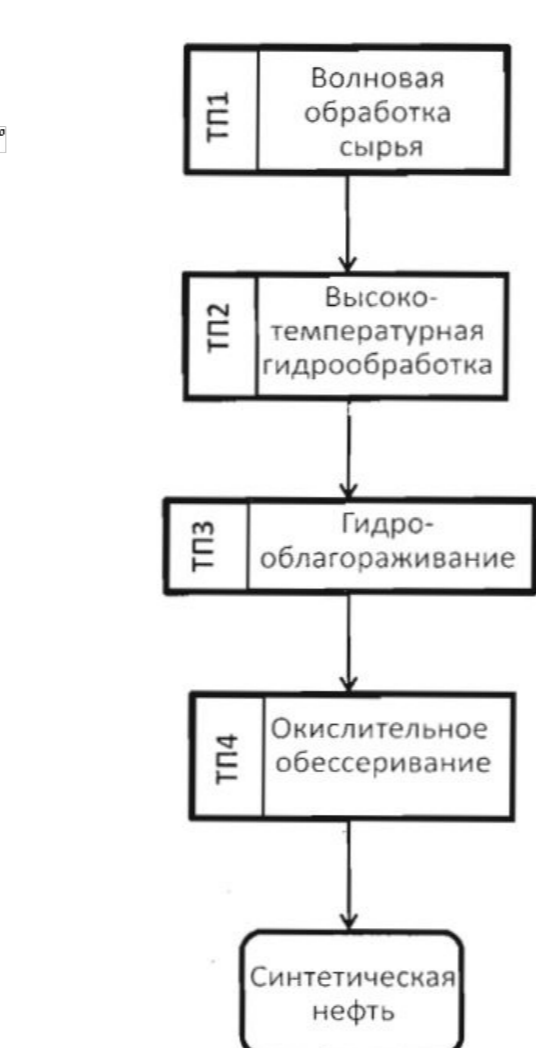 ТП1
Волновая
обработка
сырья
ТП2
Высоко-
температурная
гидрообработка
ТП3
Гидро-
облагораживание
ТП4
Окислительное
обессеривание
Синтетическая
нефть